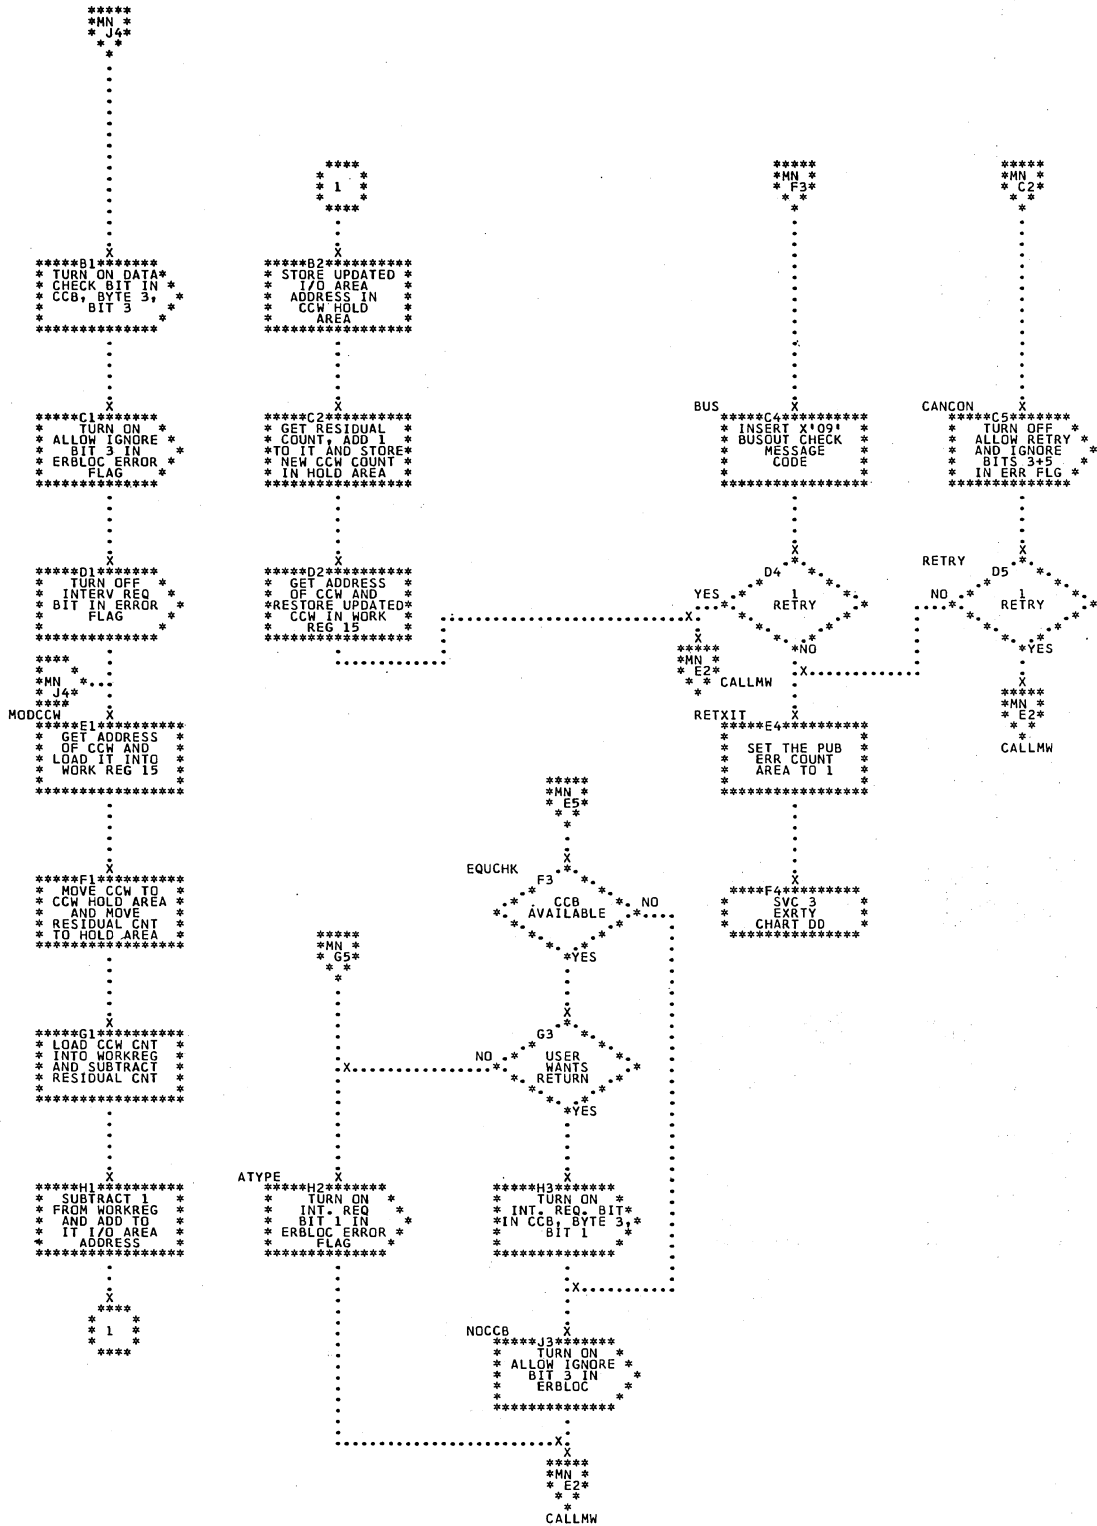 MN
J4
1
MN
F3
MN
C2
B1
TURN ON DATA
CHECK BIT IN
CCB, BYTE 3,
BIT 3
B2
STORE UPDATED
I/O AREA
ADDRESS IN
CCW HOLD
AREA
C1
TURN ON
ALLOW IGNORE
BIT 3 IN
ERBLOC ERROR
FLAG
C2
GET RESIDUAL
COUNT, ADD 1
TO IT AND STORE
NEW CCW COUNT
IN HOLD AREA
BUS
C4
INSERT X'09'
BUSOUT CHECK
MESSAGE
CODE
CANCON
C5
TURN OFF
ALLOW RETRY
AND IGNORE
BITS 3+5
IN ERR FLG
D1
TURN OFF
INTERV REQ
BIT IN ERROR
FLAG
D2
GET ADDRESS
OF CCW AND
RESTORE UPDATED
CCW IN WORK
REG 15
D4
1
RETRY
YES
NO
RETRY
D5
1
RETRY
NO
YES
MN
J4
MN
E2
CALLMW
MN
E2
CALLMW
MODCCW
E1
GET ADDRESS
OF CCW AND
LOAD IT INTO
WORK REG 15
RETXIT
E4
SET THE PUB
ERR COUNT
AREA TO 1
MN
E5
F1
MOVE CCW TO
CCW HOLD AREA
AND MOVE
RESIDUAL CNT
TO HOLD AREA
EQUCHK
F3
CCB
AVAILABLE
NO
YES
F4
SVC 3
EXRTY
CHART DD
MN
G5
G1
LOAD CCW CNT
INTO WORKREG
AND SUBTRACT
RESIDUAL CNT
G3
USER
WANTS
RETURN
NO
YES
H1
SUBTRACT 1
FROM WORKREG
AND ADD TO
IT I/O AREA
ADDRESS
ATYPE
H2
TURN ON
INT. REQ
BIT 1 IN
ERBLOC ERROR
FLAG
H3
TURN ON
INT. REQ. BIT
IN CCB, BYTE 3,
BIT 1
1
NOCCB
J3
TURN ON
ALLOW IGNORE
BIT 3 IN
ERBLOC
MN
E2
CALLMW